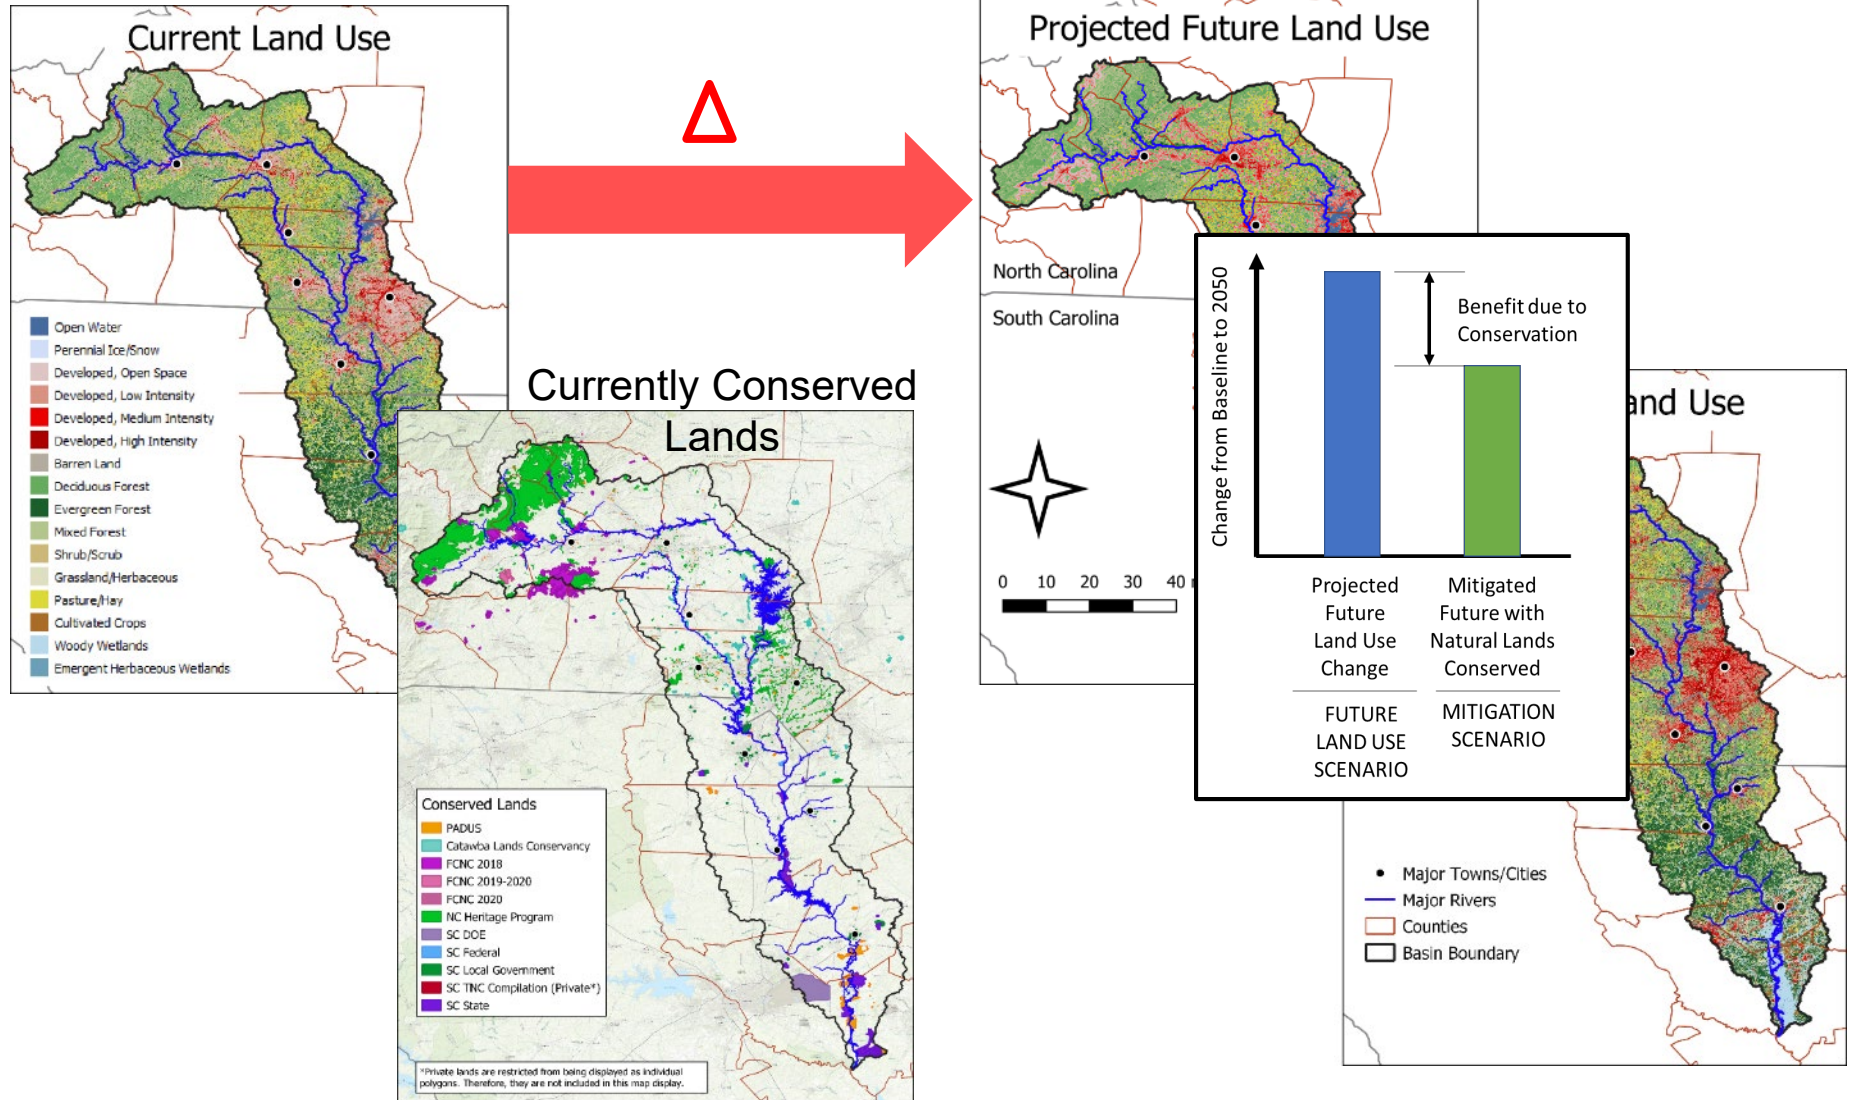 Current Land Use
Open Water
Perennial Ice/Snow
Developed, Open Space
Developed, Low Intensity
Developed, Medium Intensity
Developed, High Intensity
Barren Land
Deciduous Forest
Evergreen Forest
Mixed Forest
Shrub/Scrub
Grassland/Herbaceous
Pasture/Hay
Cultivated Crops
Woody Wetlands
Emergent Herbaceous Wetlands
Δ
Currently Conserved
Lands
Conserved Lands
PADUS
Catawba Lands Conservancy
FCNC 2018
FCNC 2019-2020
FCNC 2020
NC Heritage Program
SC DOE
SC Federal
SC Local Government
SC TNC Compilation (Private*)
SC State
*Private lands are restricted from being displayed as individual
polygons. Therefore, they are not included in this map display.
Projected Future Land Use
North Carolina
South Carolina
0 10 20 30 40
Change from Baseline to 2050
Benefit due to
Conservation
Projected
Future
Land Use
Change
FUTURE
LAND USE
SCENARIO
Mitigated
Future with
Natural Lands
Conserved
MITIGATION
SCENARIO
and Use
Major Towns/Cities
Major Rivers
Counties
Basin Boundary